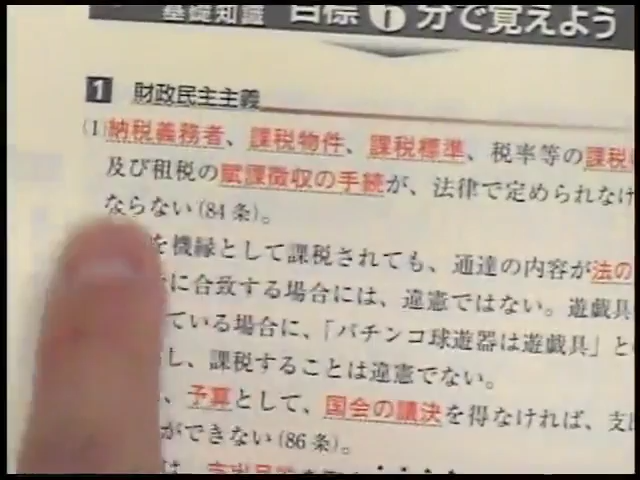 基礎知識 目標6分で覚えよう
1 財政民主主義
(1)納税義務者、課税物件、課税標準、税率等の課税
及び租税の賦課徴収の手続が、法律で定められなけ
ならない(84条)。
を機縁として課税されても、通達の内容が法の
に合致する場合には、違憲ではない。遊戯具
ている場合に、「パチンコ球遊器は遊戯具」と
し、課税することは違憲でない。
、予算として、国会の議決を得なければ、支
ができない(86条)。